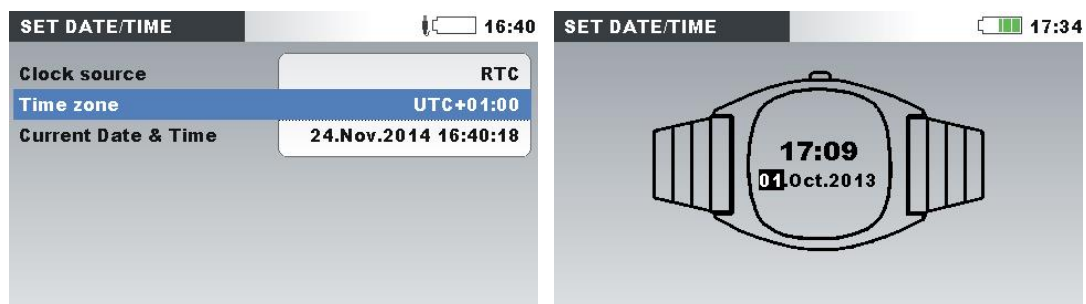 SET DATE/TIME 16:40
Clock source RTC
Time zone UTC+01:00
Current Date & Time 24.Nov.2014 16:40:18
SET DATE/TIME 17:34
17:09
01.Oct.2013